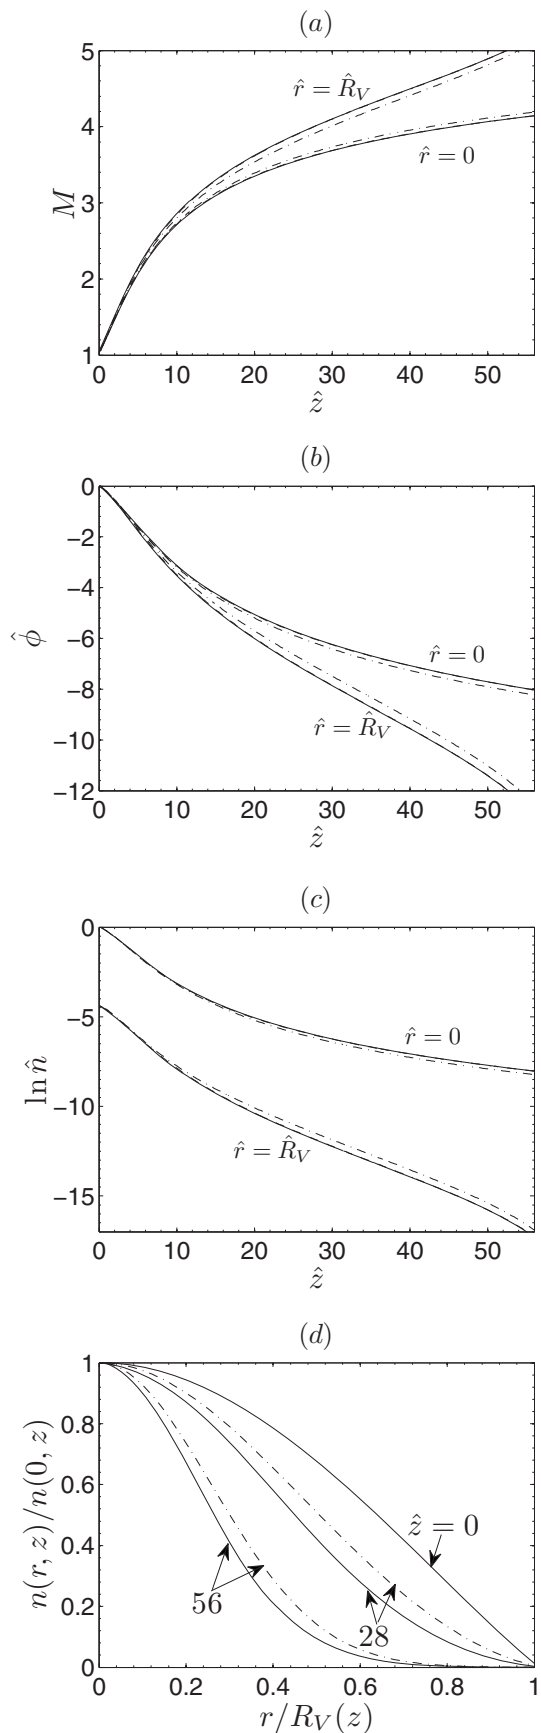 (a)
5
r̂ = R̂_V
4
r̂ = 0
M
3
2
1
0 10 20 30 40 50
ẑ
(b)
0
−2
−4
r̂ = 0
ϕ̂
−6
−8
r̂ = R̂_V
−10
−12
0 10 20 30 40 50
ẑ
(c)
0
−5
r̂ = 0
ln n̂
−10
r̂ = R̂_V
−15
0 10 20 30 40 50
ẑ
(d)
1
0.8
n(r, z)/n(0, z)
0.6
ẑ = 0
0.4
0.2
56
28
0
0 0.2 0.4 0.6 0.8 1
r/R_V(z)